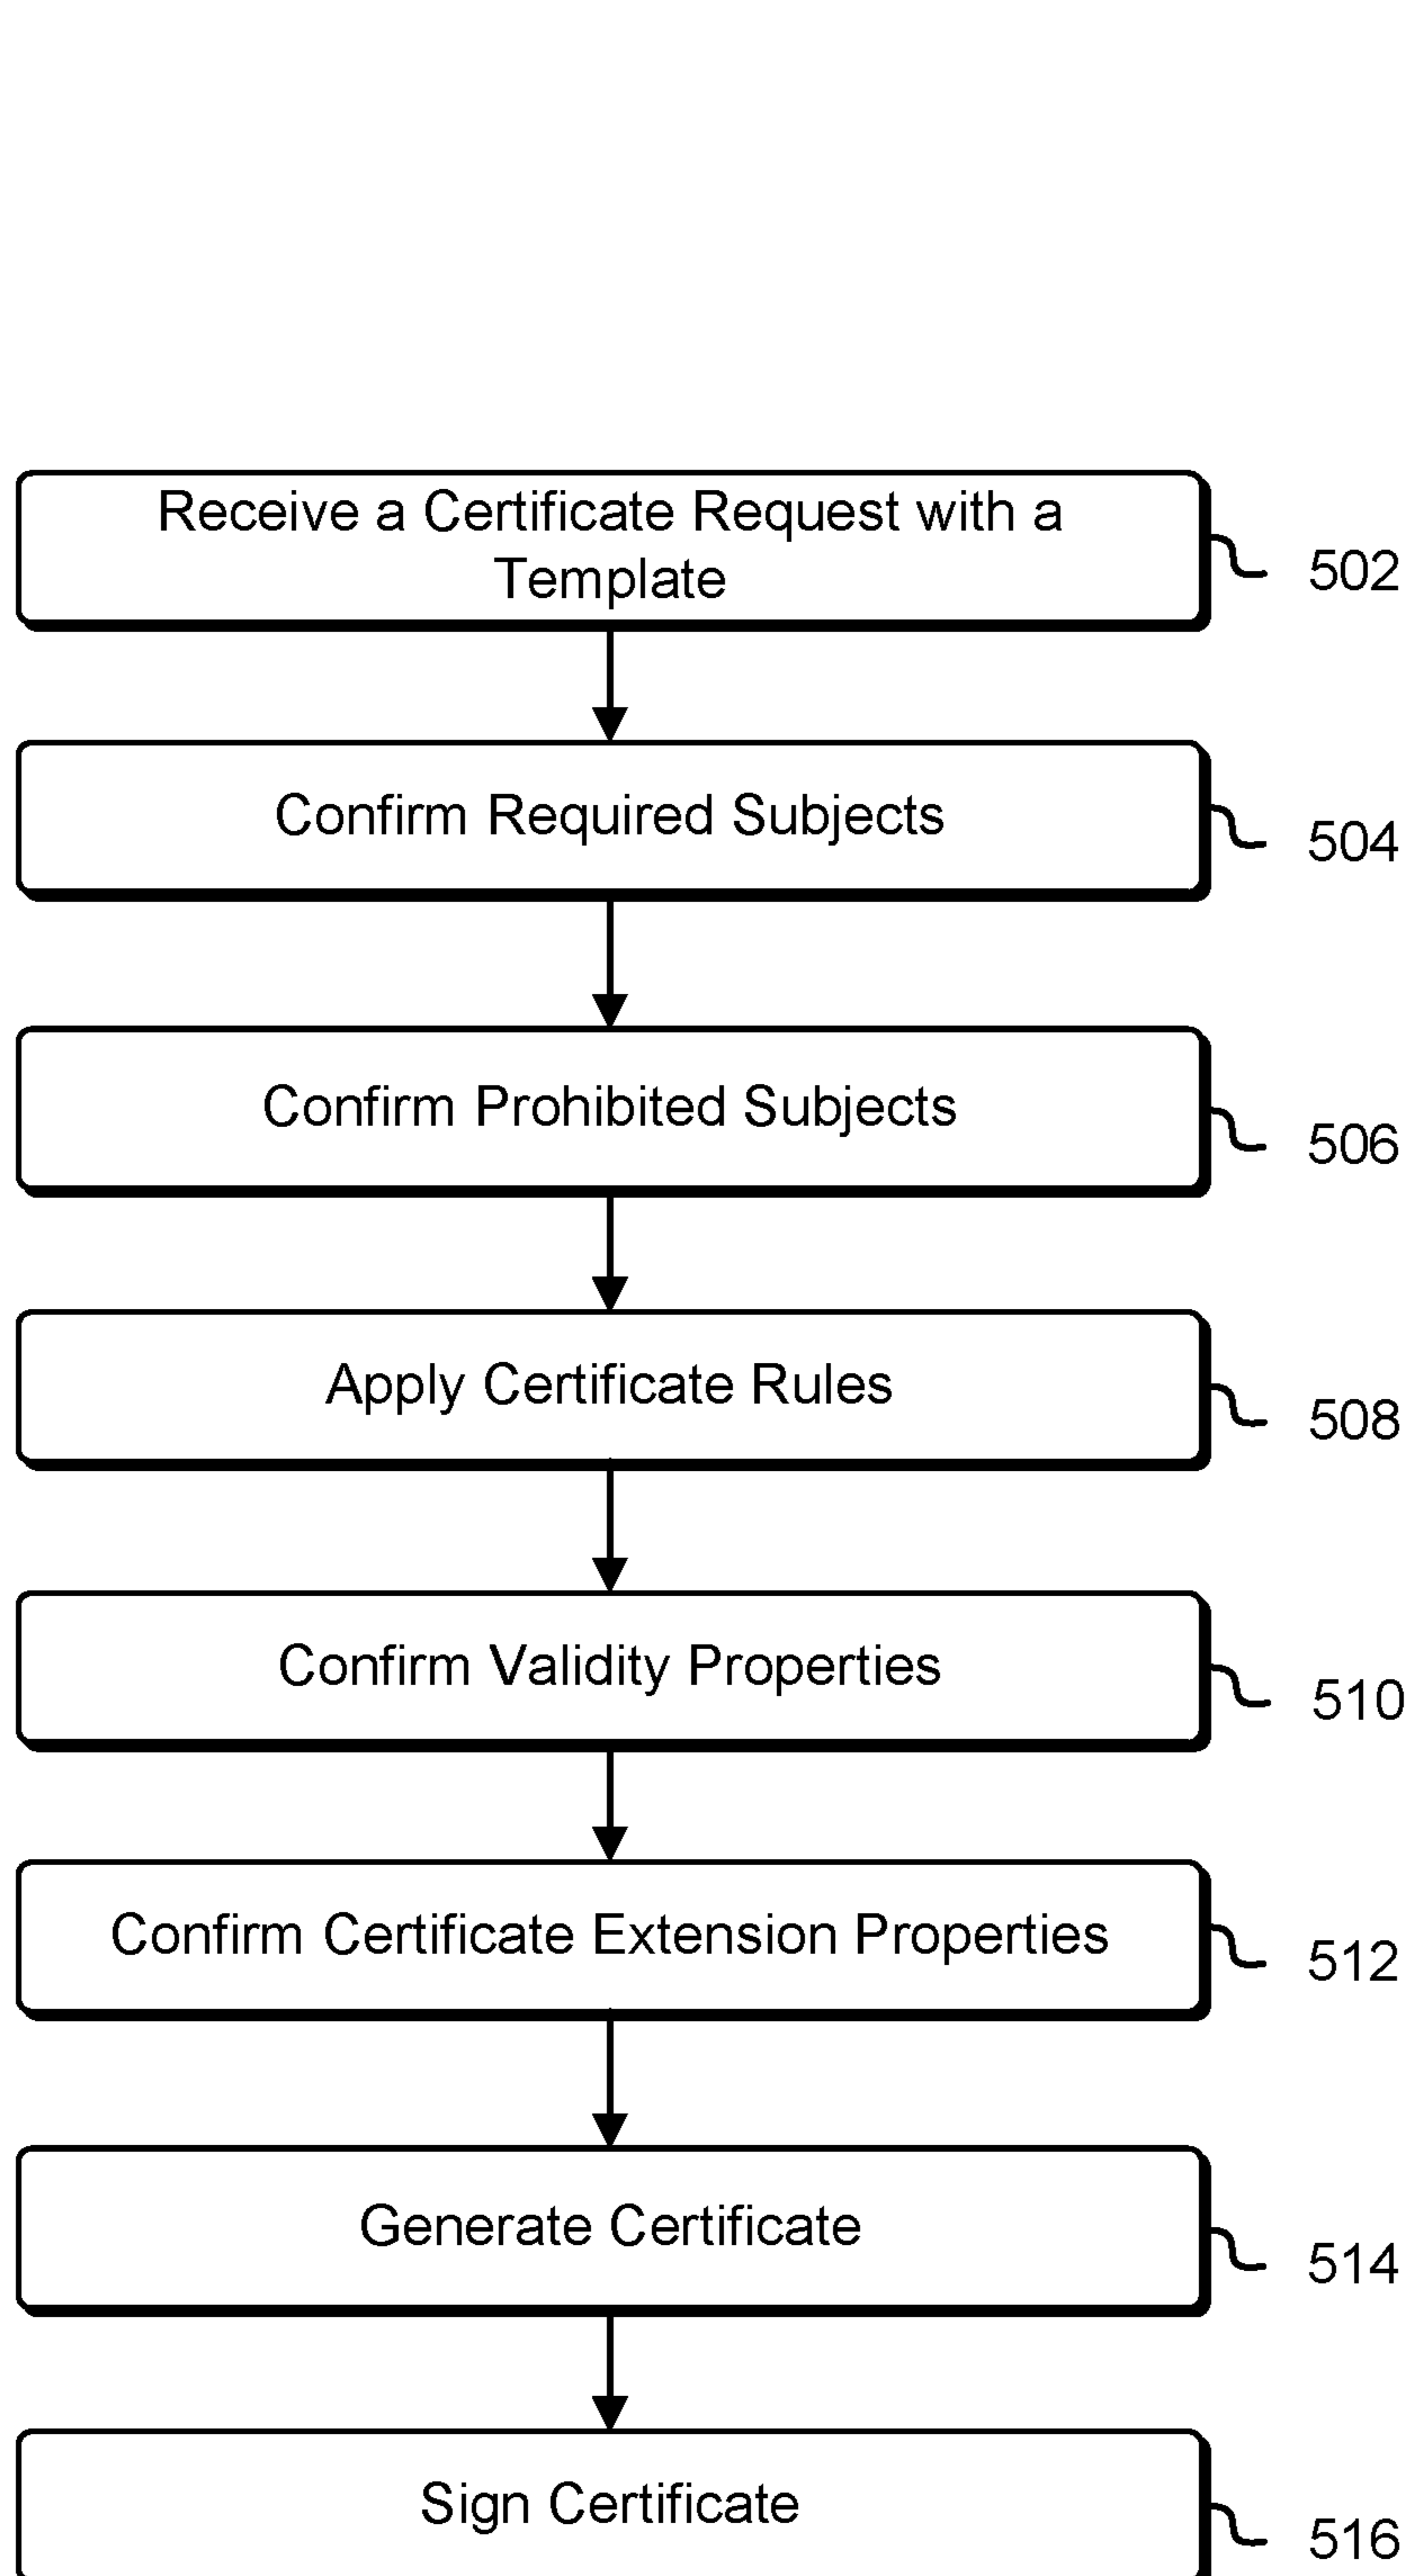 Receive a Certificate Request with a
Template
502
Confirm Required Subjects
504
Confirm Prohibited Subjects
506
Apply Certificate Rules
508
Confirm Validity Properties
510
Confirm Certificate Extension Properties
512
Generate Certificate
514
Sign Certificate
516